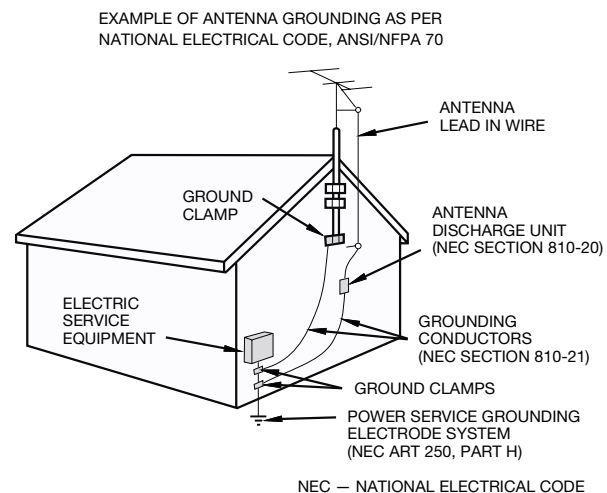 EXAMPLE OF ANTENNA GROUNDING AS PER
NATIONAL ELECTRICAL CODE, ANSI/NFPA 70
ANTENNA
LEAD IN WIRE
GROUND
CLAMP
ANTENNA
DISCHARGE UNIT
(NEC SECTION 810-20)
ELECTRIC
SERVICE
EQUIPMENT
GROUNDING
CONDUCTORS
(NEC SECTION 810-21)
GROUND CLAMPS
POWER SERVICE GROUNDING
ELECTRODE SYSTEM
(NEC ART 250, PART H)
NEC — NATIONAL ELECTRICAL CODE